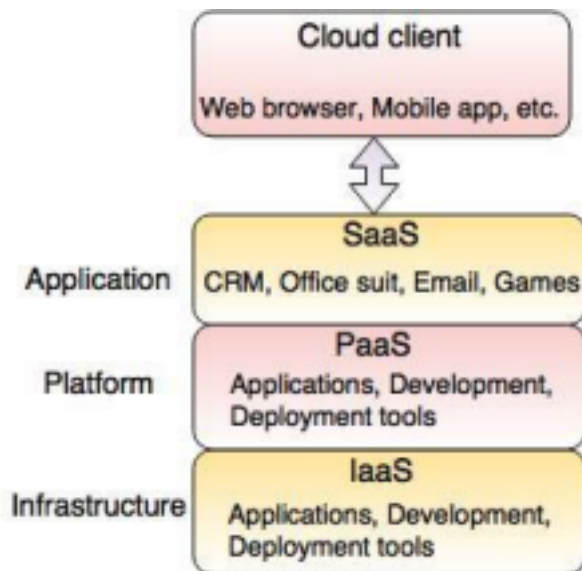 Cloud client
Web browser, Mobile app, etc.
SaaS
Application
CRM, Office suit, Email, Games
PaaS
Platform
Applications, Development,
Deployment tools
IaaS
Infrastructure
Applications, Development,
Deployment tools